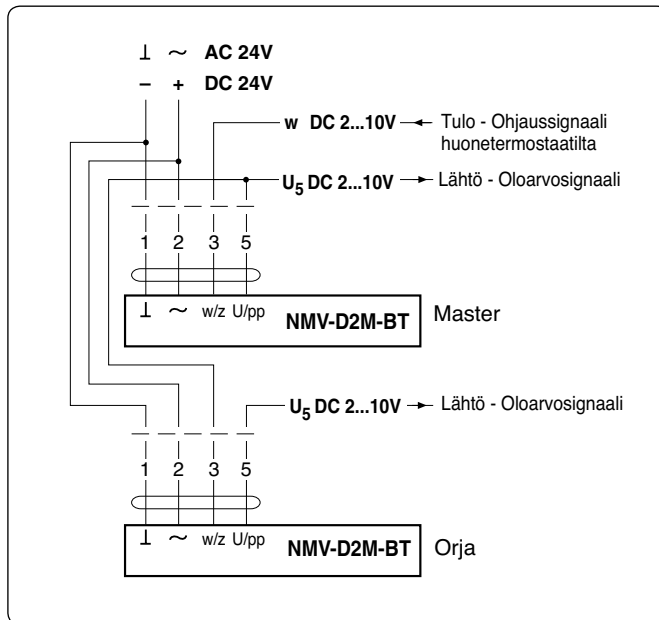 ⊥ ~ AC 24V
– + DC 24V
w DC 2...10V
Tulo - Ohjaussignaali
huonetermostaatilta
U5 DC 2...10V
Lähtö - Oloarvosignaali
1 2 3 5
⊥ ~ w/z U/pp
NMV-D2M-BT
Master
U5 DC 2...10V
Lähtö - Oloarvosignaali
1 2 3 5
⊥ ~ w/z U/pp
NMV-D2M-BT
Orja